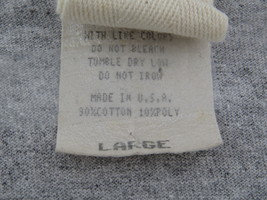 WITH LIKE COLORS
DO NOT BLEACH
TUMBLE DRY LOW
DO NOT IRON
MADE IN U.S.A.
90%COTTON 10%POLY
LARGE